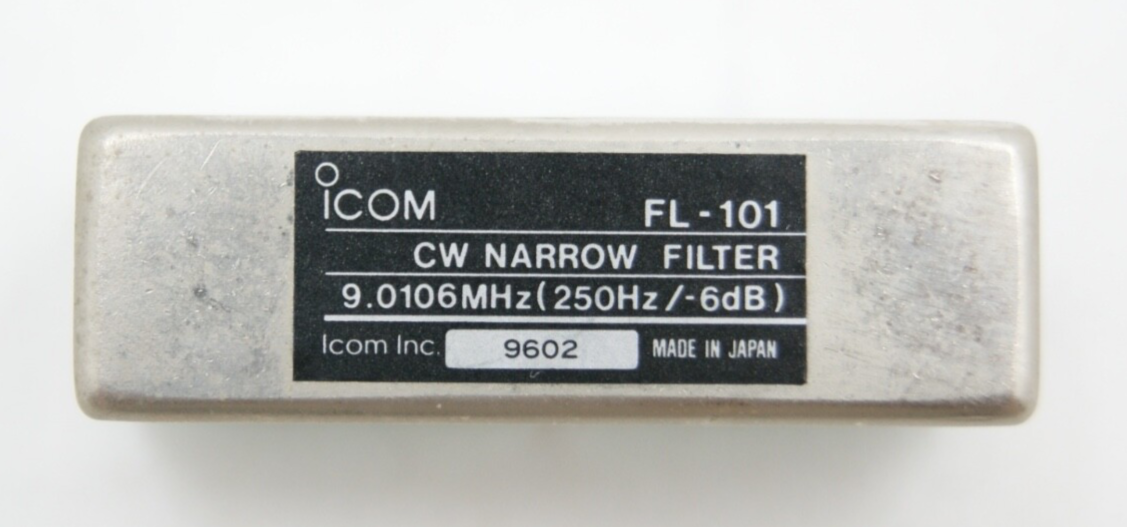 iCOM
FL-101
CW NARROW FILTER
9.0106MHz(250Hz/-6dB)
Icom Inc. 9602 MADE IN JAPAN